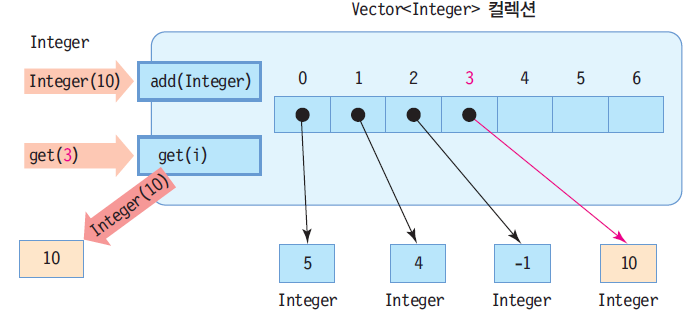 Vector<Integer> 컬렉션
Integer
Integer(10)
add(Integer)
0 1 2 3 4 5 6
get(3)
get(i)
Integer(10)
10
5 4 -1 10
Integer Integer Integer Integer